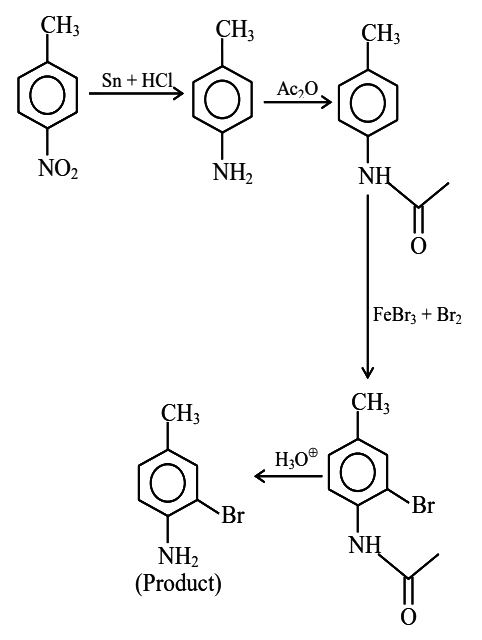 CH₃
NO₂
Sn + HCl
CH₃
NH₂
Ac₂O
CH₃
NH
O
FeBr₃ + Br₂
CH₃
Br
NH
O
H₃O⊕
CH₃
Br
NH₂
(Product)